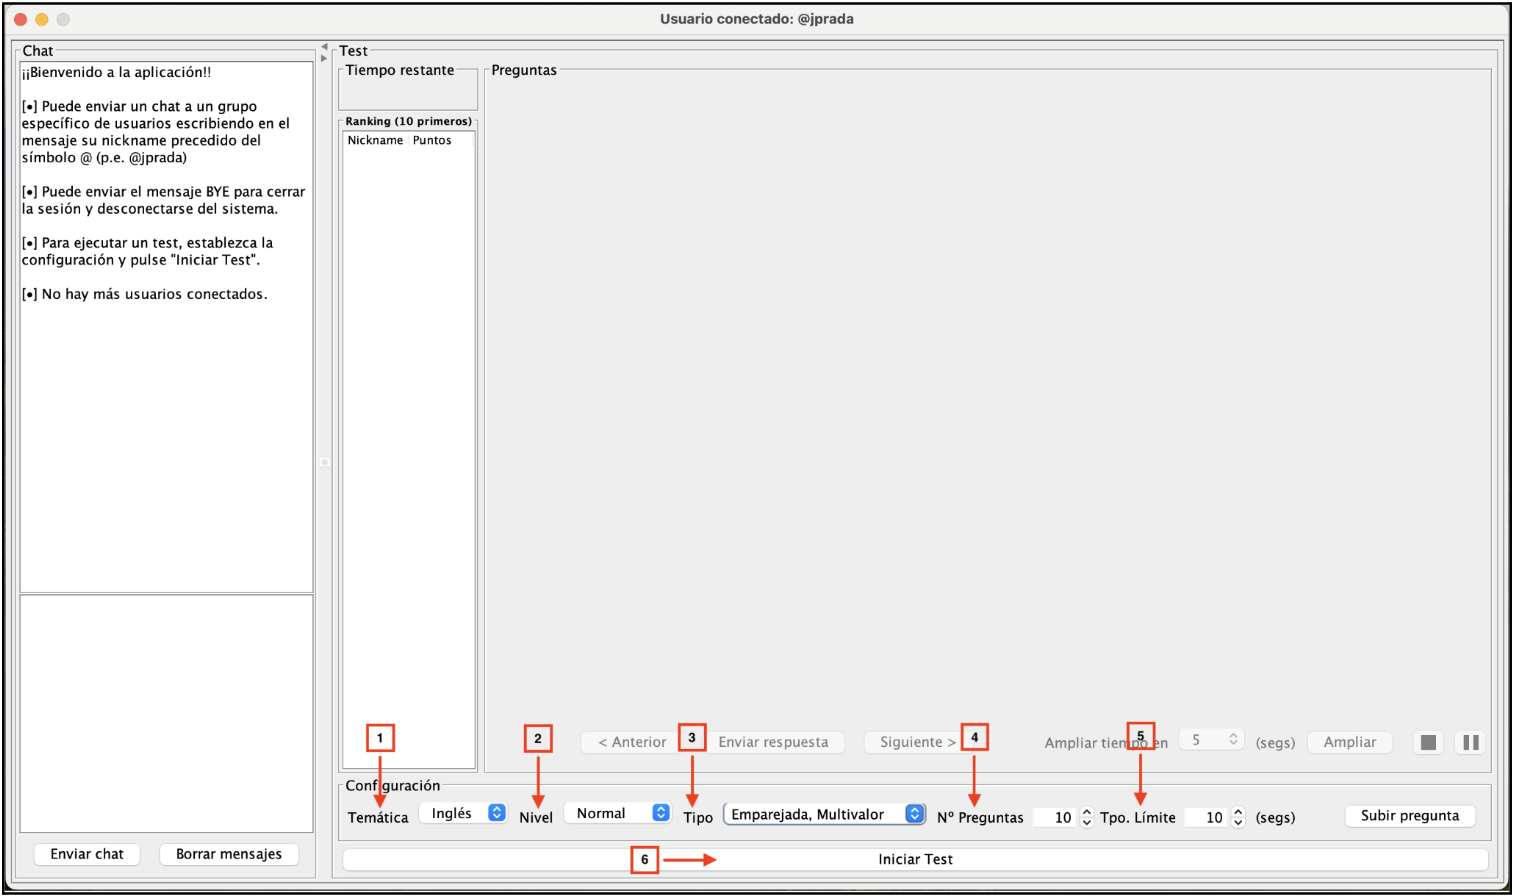 Usuario conectado: @jprada
Chat
¡¡Bienvenido a la aplicación!!
[•] Puede enviar un chat a un grupo
específico de usuarios escribiendo en el
mensaje su nickname precedido del
símbolo @ (p.e. @jprada)
[•] Puede enviar el mensaje BYE para cerrar
la sesión y desconectarse del sistema.
[•] Para ejecutar un test, establezca la
configuración y pulse "Iniciar Test".
[•] No hay más usuarios conectados.
Enviar chat
Borrar mensajes
Test
Tiempo restante
Ranking (10 primeros)
Nickname Puntos
Preguntas
1
2
3
4
5
< Anterior
Enviar respuesta
Siguiente >
Ampliar tiempo en 5 (segs)
Ampliar
Configuración
Temática Inglés
Nivel Normal
Tipo Emparejada, Multivalor
Nº Preguntas 10
Tpo. Límite 10 (segs)
Subir pregunta
6
Iniciar Test